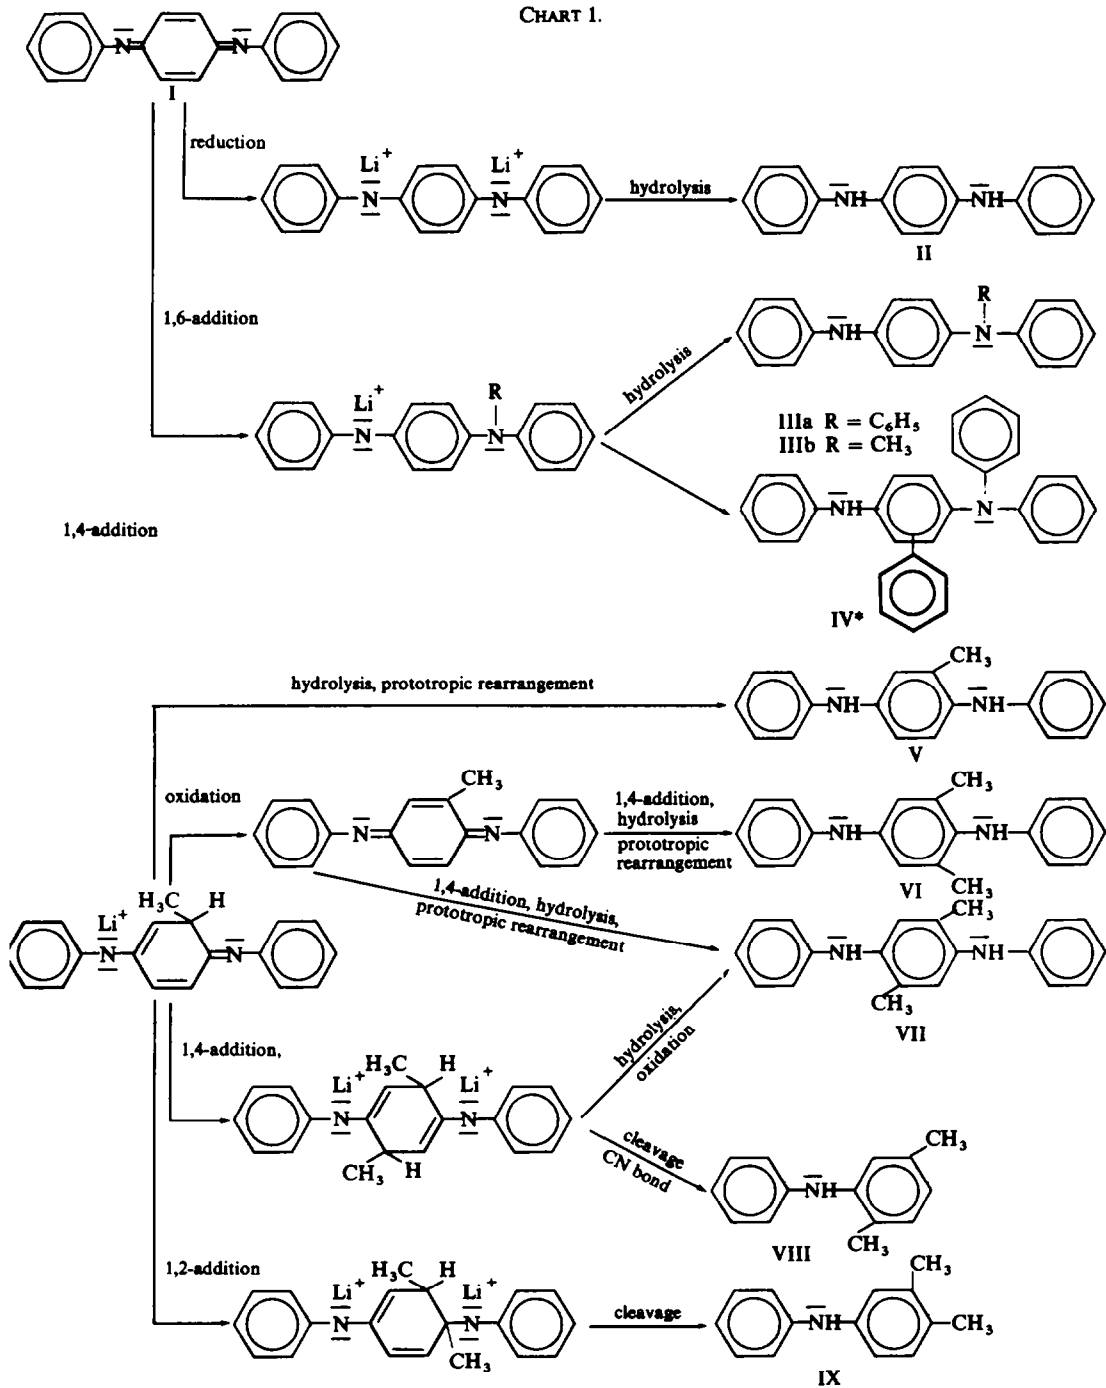 CHART 1.
N N
I
reduction
Li+ Li+
N N
hydrolysis
NH NH
II
1,6-addition
R
NH N
hydrolysis
Li+ R
N N
IIIa R = C6H5
IIIb R = CH3
NH N
1,4-addition
IV*
hydrolysis, prototropic rearrangement
CH3
NH NH
V
oxidation
CH3
N N
1,4-addition,
hydrolysis
prototropic
rearrangement
CH3
NH NH
CH3
VI
1,4-addition, hydrolysis,
prototropic rearrangement
H3C H
Li+
N N
CH3
NH NH
CH3
VII
1,4-addition,
hydrolysis,
oxidation
H3C H
Li+ Li+
N N
CH3 H
cleavage
CN bond
CH3
NH
CH3
VIII
1,2-addition
H3C H
Li+ Li+
N N
CH3
cleavage
CH3
NH CH3
IX